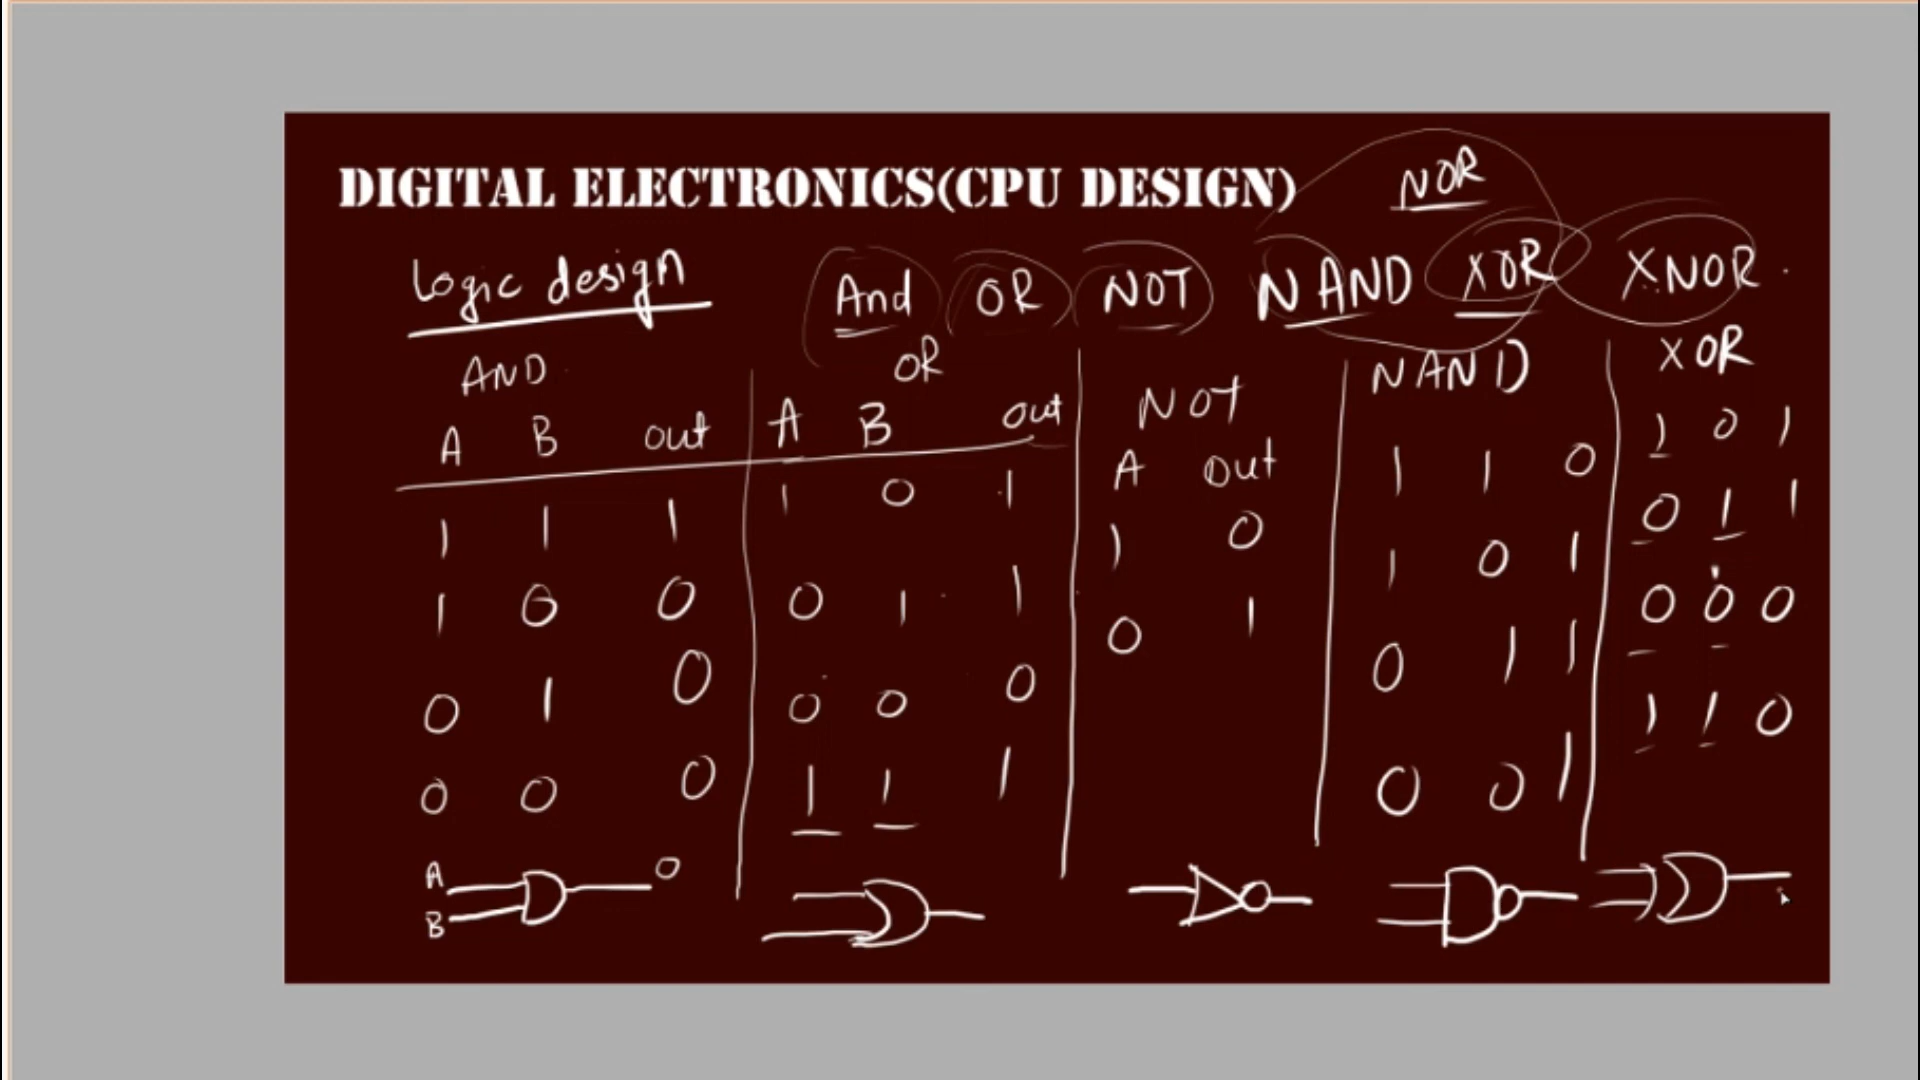 DIGITAL ELECTRONICS(CPU DESIGN)
NOR
Logic design
And OR NOT NAND XOR XNOR
AND
A B out
1 1 1
1 0 0
0 1 0
0 0 0
A
B
0
OR
A B out
1 0 1
0 1 1
0 0 0
1 1 1
NOT
A out
1 0
0 1
NAND
1 1 0
1 0 1
0 1 1
0 0 1
XOR
1 0 1
0 1 1
0 0 0
1 1 0